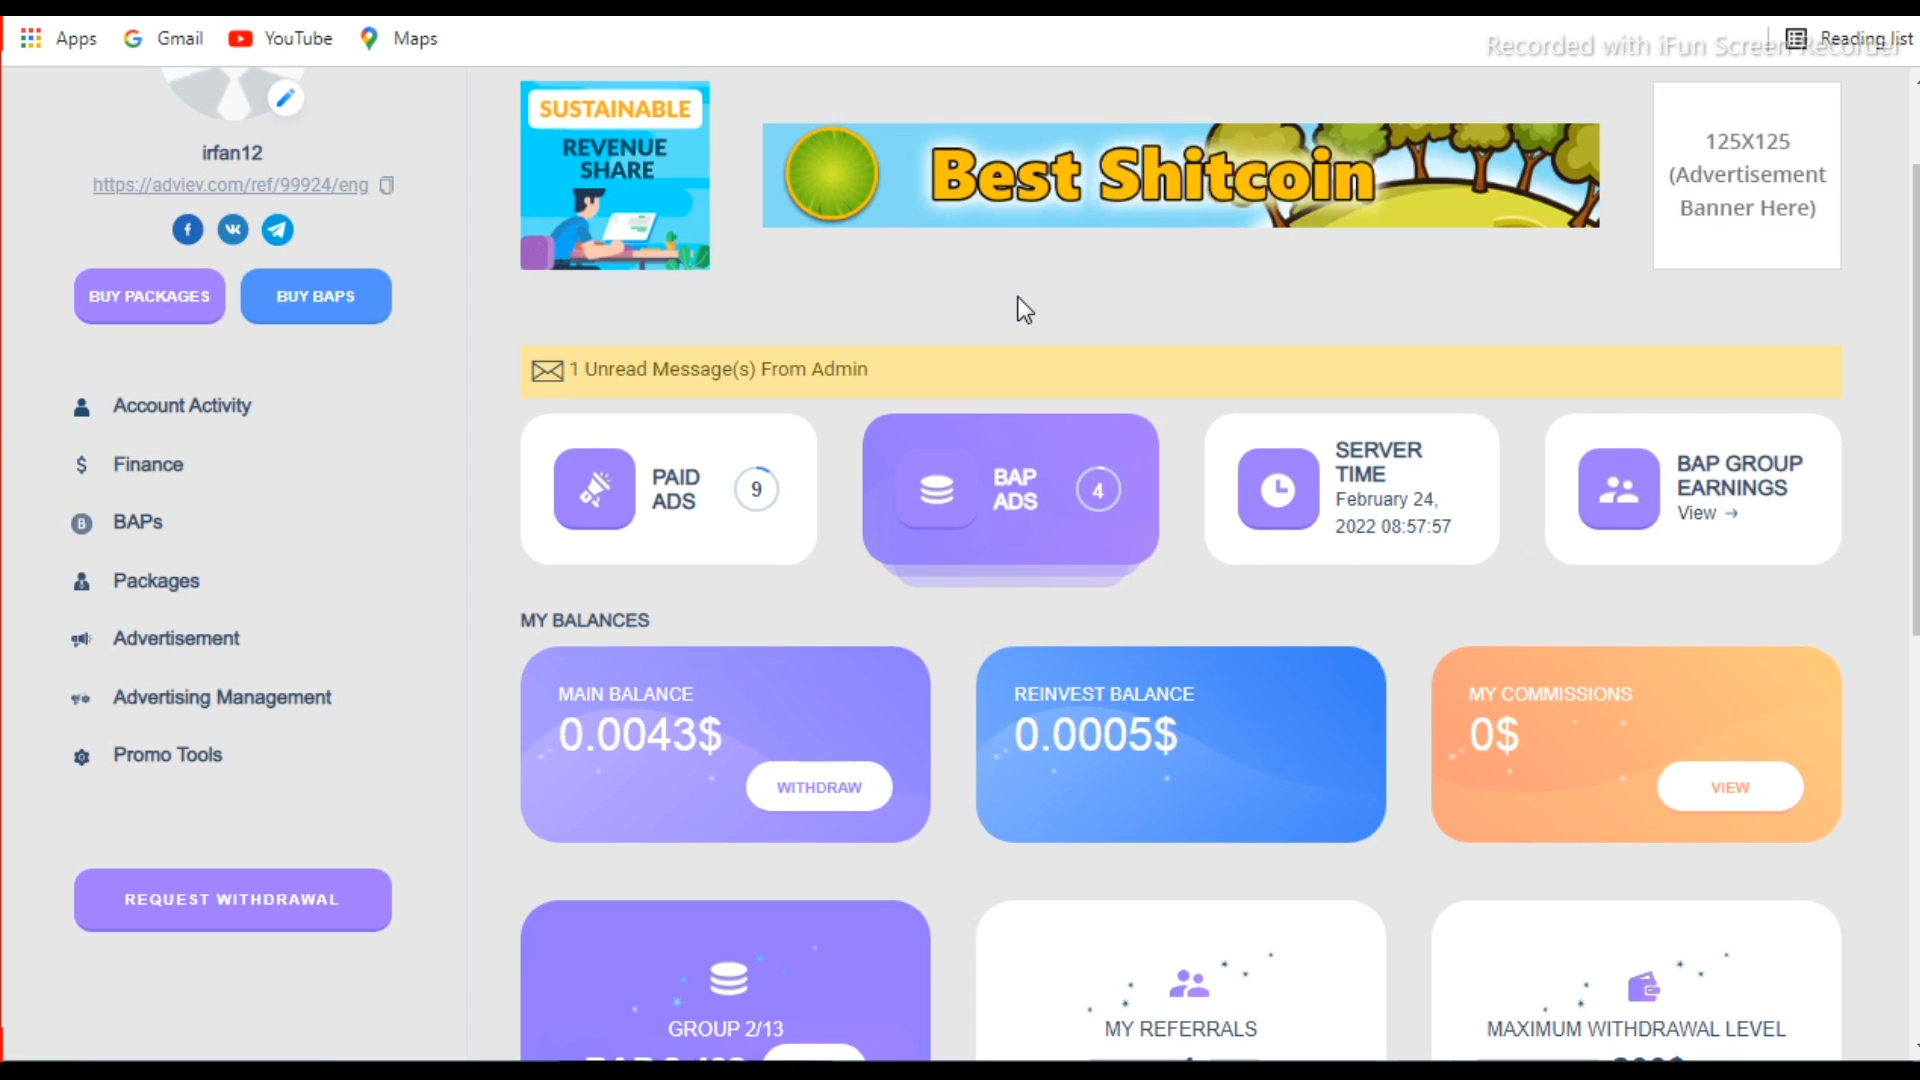 Apps Gmail YouTube Maps
Reading list
Recorded with iFun Screen Recorder
irfan12
https://adviev.com/ref/99924/eng
BUY PACKAGES
BUY BAPS
Account Activity
Finance
BAPs
Packages
Advertisement
Advertising Management
Promo Tools
REQUEST WITHDRAWAL
SUSTAINABLE
REVENUE
SHARE
Best Shitcoin
125X125
(Advertisement
Banner Here)
1 Unread Message(s) From Admin
PAID
ADS
9
BAP
ADS
4
SERVER
TIME
February 24,
2022 08:57:57
BAP GROUP
EARNINGS
View →
MY BALANCES
MAIN BALANCE
0.0043$
WITHDRAW
REINVEST BALANCE
0.0005$
MY COMMISSIONS
0$
VIEW
GROUP 2/13
MY REFERRALS
MAXIMUM WITHDRAWAL LEVEL